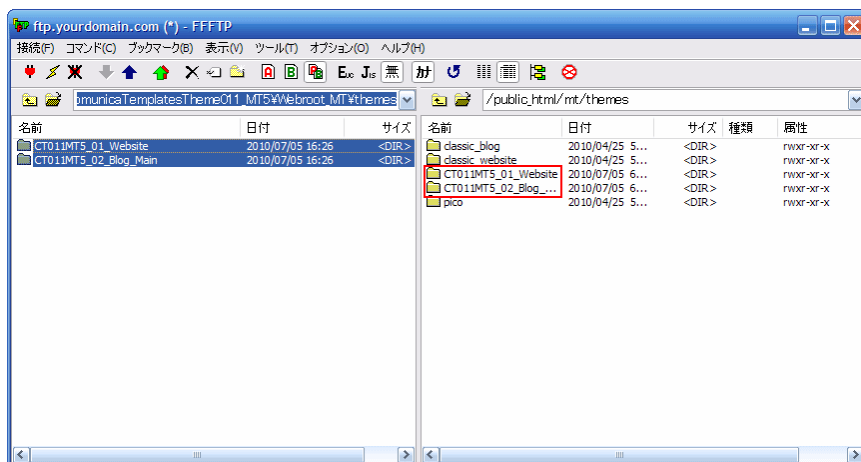 ftp.yourdomain.com (*) - FFFTP
接続(F) コマンド(C) ブックマーク(B) 表示(V) ツール(T) オプション(O) ヘルプ(H)
A B Euc JIS 無 カナ
omunicaTemplatesTheme011_MT5¥Webroot_MT¥themes
/public_html/mt/themes
名前 日付 サイズ
CT011MT5_01_Website 2010/07/05 16:26 <DIR>
CT011MT5_02_Blog_Main 2010/07/05 16:26 <DIR>
名前 日付 サイズ 種類 属性
classic_blog 2010/04/25 5... <DIR> rwxr-xr-x
classic_website 2010/04/25 5... <DIR> rwxr-xr-x
CT011MT5_01_Website 2010/07/05 6... <DIR> rwxr-xr-x
CT011MT5_02_Blog_... 2010/07/05 6... <DIR> rwxr-xr-x
pico 2010/04/25 5... <DIR> rwxr-xr-x